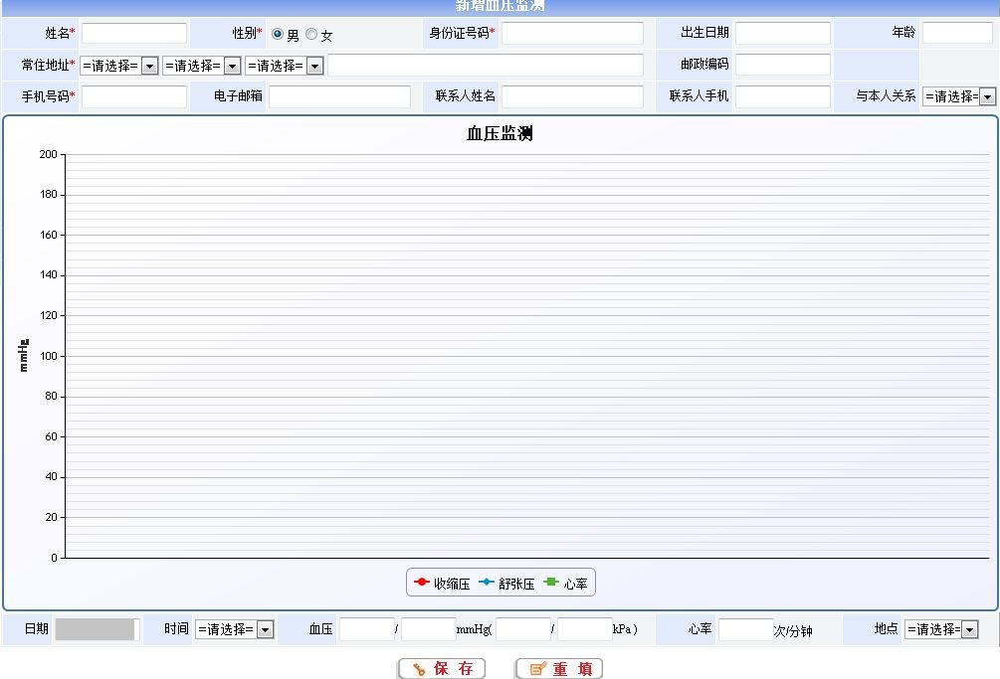 新增血压监测
姓名* 性别* 男 女 身份证号码* 出生日期 年龄
常住地址* =请选择= =请选择= =请选择= 邮政编码
手机号码* 电子邮箱 联系人姓名 联系人手机 与本人关系 =请选择=
血压监测
200
180
160
140
120
100
80
60
40
20
0
mmHg
收缩压 舒张压 心率
日期 时间 =请选择= 血压 / mmHg( / kPa ) 心率 次/分钟 地点 =请选择=
保 存 重 填